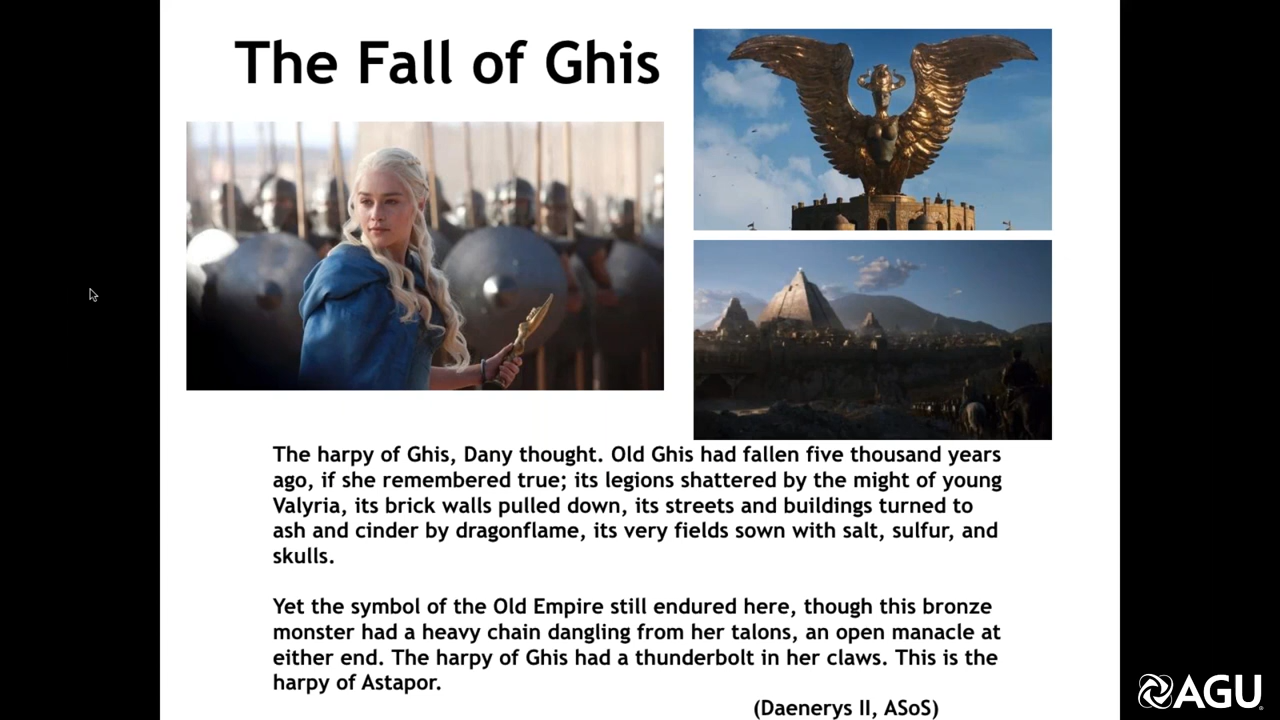 The Fall of Ghis
The harpy of Ghis, Dany thought. Old Ghis had fallen five thousand years
ago, if she remembered true; its legions shattered by the might of young
Valyria, its brick walls pulled down, its streets and buildings turned to
ash and cinder by dragonflame, its very fields sown with salt, sulfur, and
skulls.
Yet the symbol of the Old Empire still endured here, though this bronze
monster had a heavy chain dangling from her talons, an open manacle at
either end. The harpy of Ghis had a thunderbolt in her claws. This is the
harpy of Astapor.
(Daenerys II, ASoS)
AGU